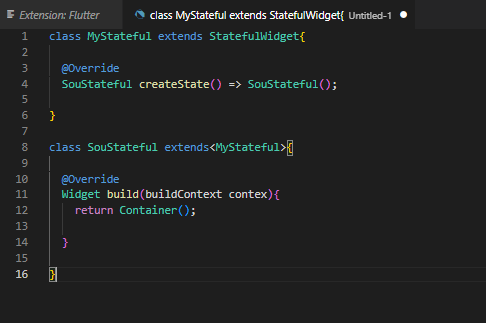 Extension: Flutter
class MyStateful extends StatefulWidget{ Untitled-1
1 class MyStateful extends StatefulWidget{
2
3 @Override
4 SouStateful createState() => SouStateful();
5
6 }
7
8 class SouStateful extends<MyStateful>{
9
10 @Override
11 Widget build(buildContext contex){
12 return Container();
13
14 }
15
16 }